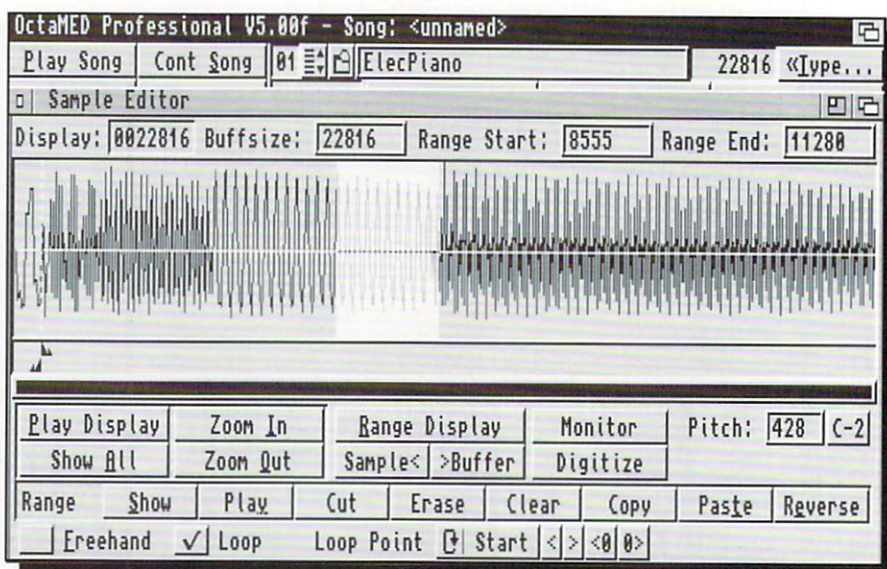 OctaMED Professional V5.00f - Song: <unnamed>
Play Song Cont Song 01 ElecPiano 22816 «Type...
Sample Editor
Display: 0022816 Buffsize: 22816 Range Start: 8555 Range End: 11280
Play Display Zoom In Range Display Monitor Pitch: 428 C-2
Show All Zoom Out Sample< >Buffer Digitize
Range Show Play Cut Erase Clear Copy Paste Reverse
Freehand ✓ Loop Loop Point Start < > <0 0>